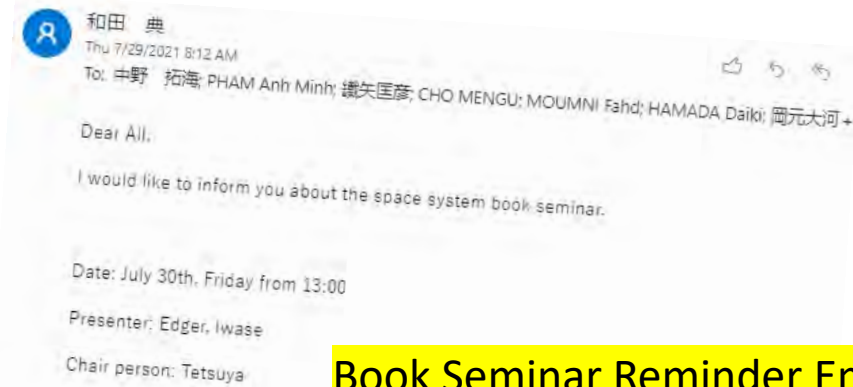 R
和田　典
Thu 7/29/2021 8:12 AM
To: 中野　拓海; PHAM Anh Minh; 鐵矢匡彦; CHO MENGU; MOUMNI Fahd; HAMADA Daiki; 岡元大河 +
Dear All,
I would like to inform you about the space system book seminar.
Date: July 30th, Friday from 13:00
Presenter: Edger, Iwase
Chair person: Tetsuya
Book Seminar Reminder En